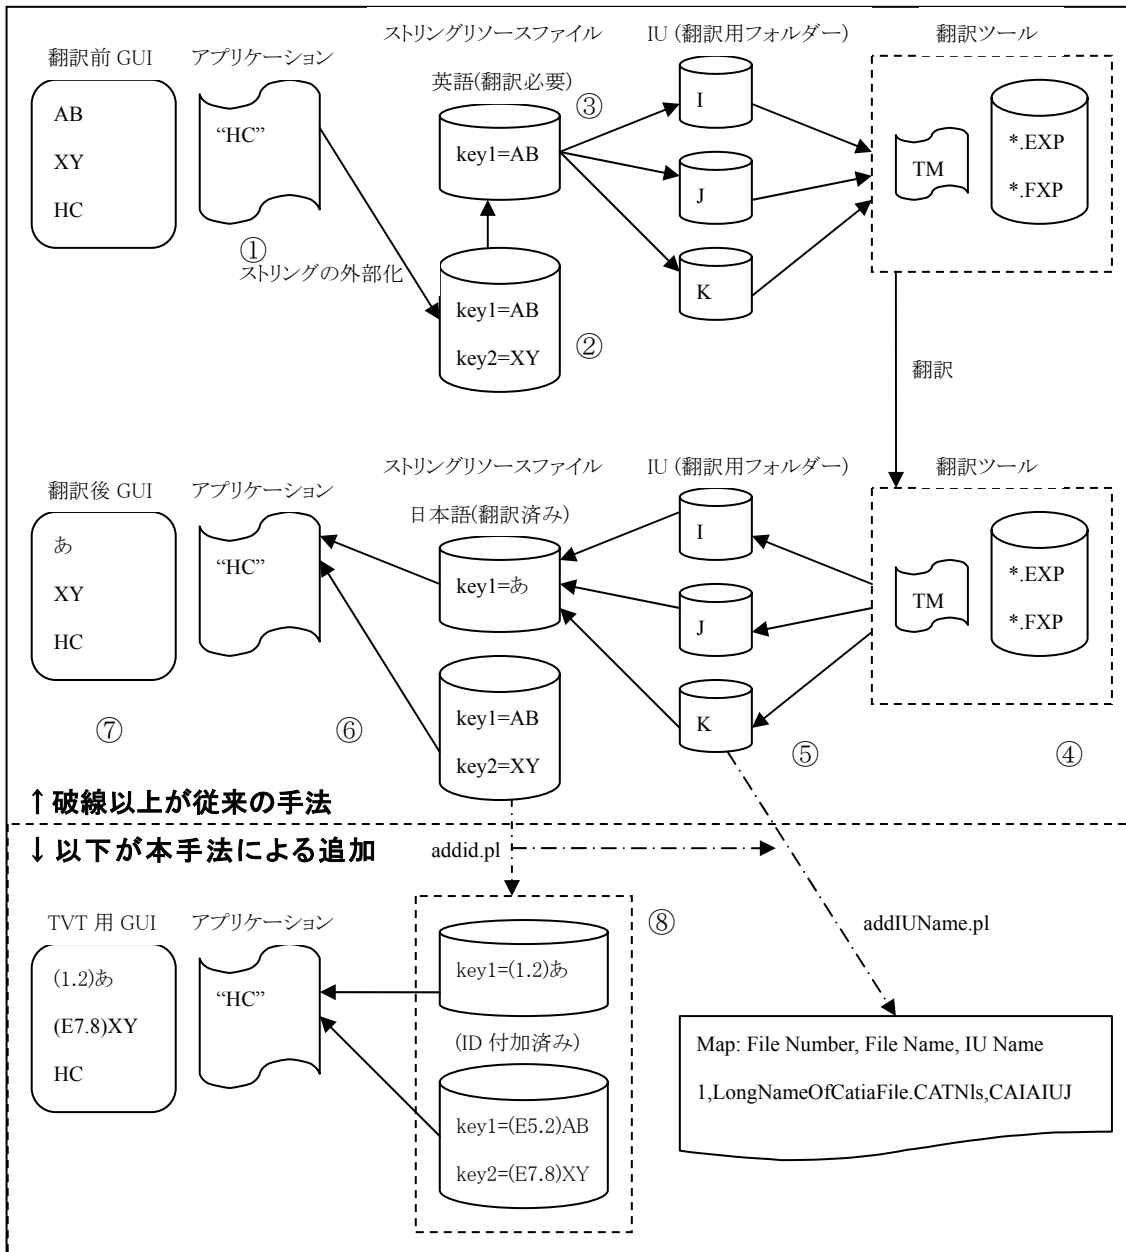 ストリングリソースファイル
IU (翻訳用フォルダー)
翻訳ツール
翻訳前 GUI
アプリケーション
英語(翻訳必要)
③
AB
XY
HC
“HC”
key1=AB
I
J
K
TM
*.EXP
*.FXP
①
ストリングの外部化
key1=AB
key2=XY
②
翻訳
ストリングリソースファイル
IU (翻訳用フォルダー)
翻訳ツール
翻訳後 GUI
アプリケーション
日本語(翻訳済み)
あ
XY
HC
“HC”
key1=あ
I
J
K
TM
*.EXP
*.FXP
key1=AB
key2=XY
⑦
⑥
⑤
④
↑破線以上が従来の手法
↓以下が本手法による追加
addid.pl
addIUName.pl
TVT 用 GUI
アプリケーション
⑧
(1.2)あ
(E7.8)XY
HC
“HC”
key1=(1.2)あ
(ID 付加済み)
key1=(E5.2)AB
key2=(E7.8)XY
Map: File Number, File Name, IU Name
1,LongNameOfCatiaFile.CATNls,CAIAIUJ